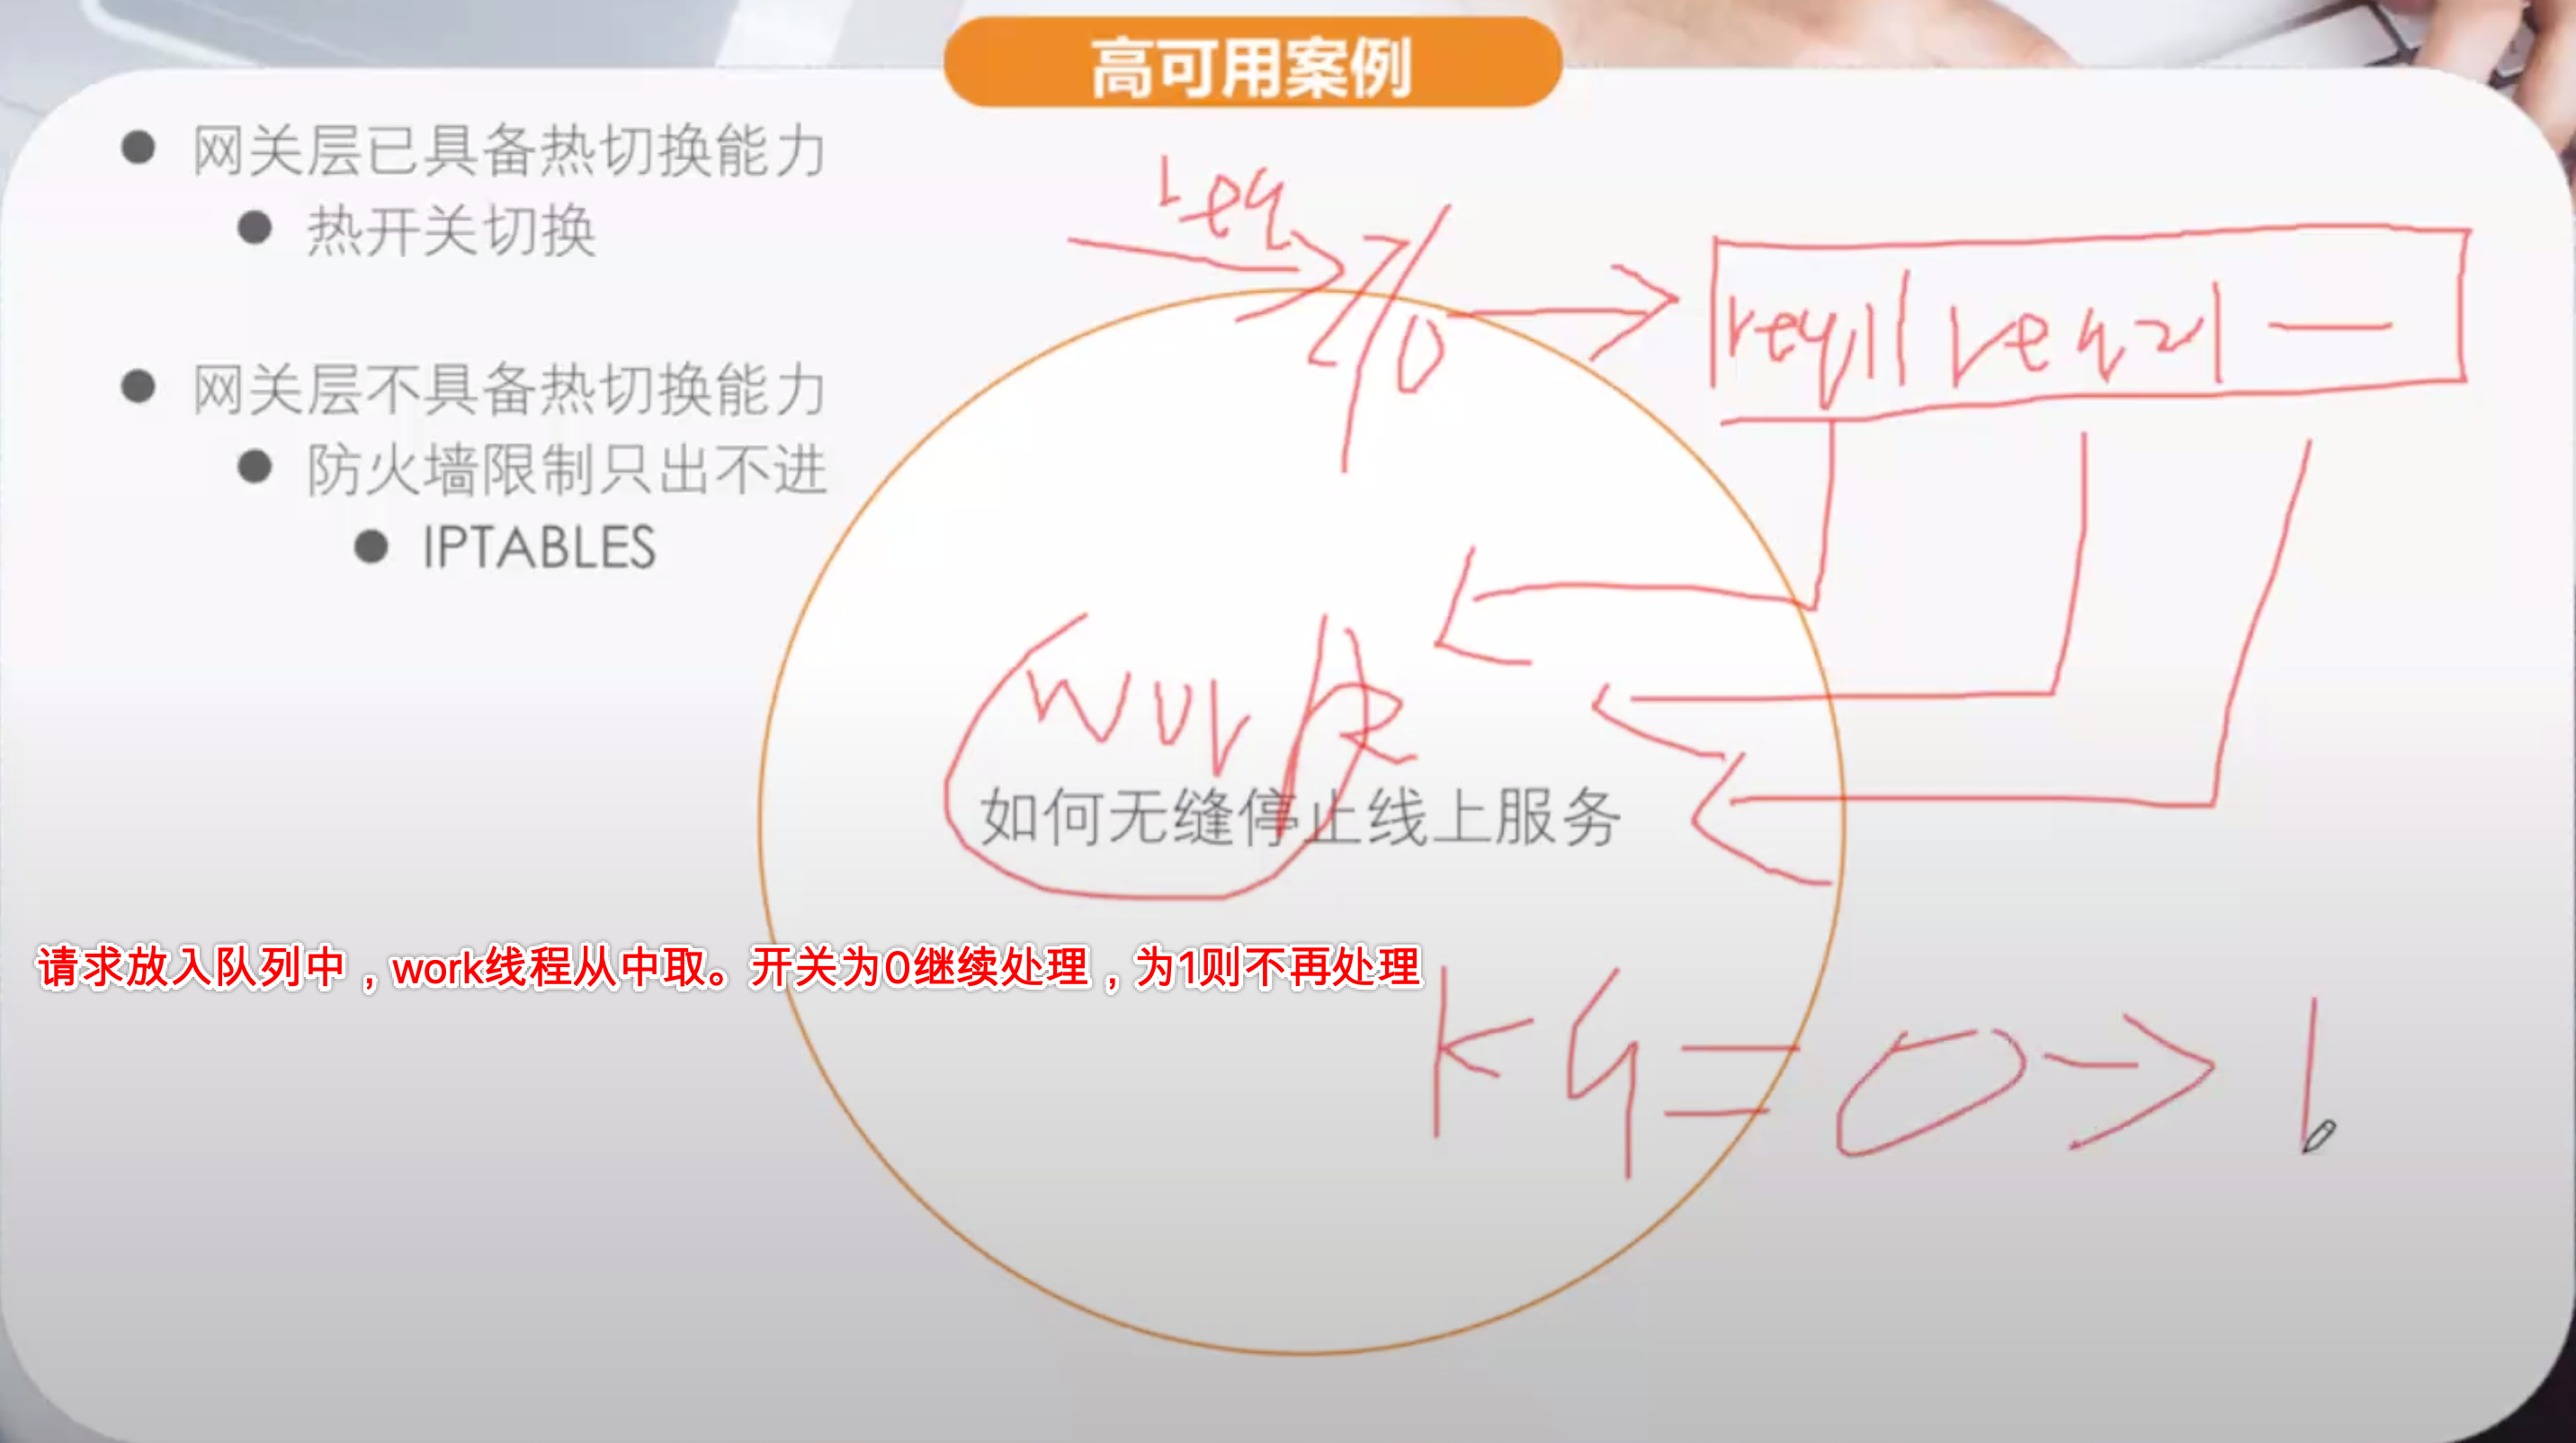 高可用案例
网关层已具备热切换能力
热开关切换
网关层不具备热切换能力
防火墙限制只出不进
IPTABLES
req
I/O
req1 req2
work
如何无缝停止线上服务
请求放入队列中，work线程从中取。开关为0继续处理，为1则不再处理
kg=0->1